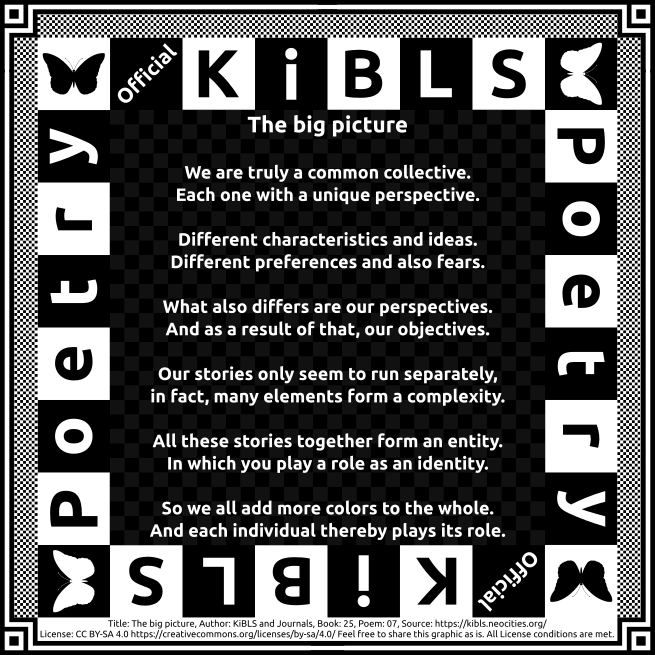 Official KiBLS
Poetry
Poetry
The big picture
We are truly a common collective.
Each one with a unique perspective.
Different characteristics and ideas.
Different preferences and also fears.
What also differs are our perspectives.
And as a result of that, our objectives.
Our stories only seem to run separately,
in fact, many elements form a complexity.
All these stories together form an entity.
In which you play a role as an identity.
So we all add more colors to the whole.
And each individual thereby plays its role.
Official KiBLS
Title: The big picture, Author: KiBLS and Journals, Book: 25, Poem: 07, Source: https://kibls.neocities.org/
License: CC BY-SA 4.0 https://creativecommons.org/licenses/by-sa/4.0/ Feel free to share this graphic as is. All License conditions are met.